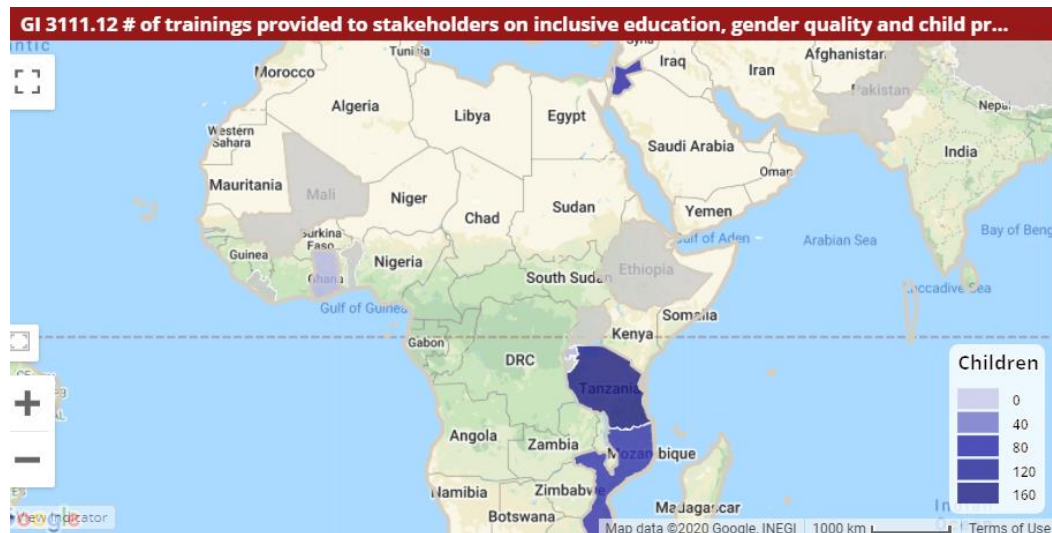 GI 3111.12 # of trainings provided to stakeholders on inclusive education, gender quality and child pr...
Tunisia
Iraq
Afghanistan
Iran
Morocco
Pakistan
Algeria
Libya
Egypt
Nepal
Western
Sahara
Saudi Arabia
India
Oman
Mauritania
Mali
Niger
Chad
Sudan
Yemen
Burkina
Faso
Guinea
Gulf of Aden
Arabian Sea
Bay of Beng
Ghana
Nigeria
South Sudan
Ethiopia
Laccadive Sea
Gulf of Guinea
Somalia
Kenya
Gabon
DRC
Children
0
40
80
120
160
Tanzania
Angola
Zambia
Mozambique
Namibia
Zimbabwe
Madagascar
Botswana
Google
View Indicator
Map data ©2020 Google, INEGI
1000 km
Terms of Use